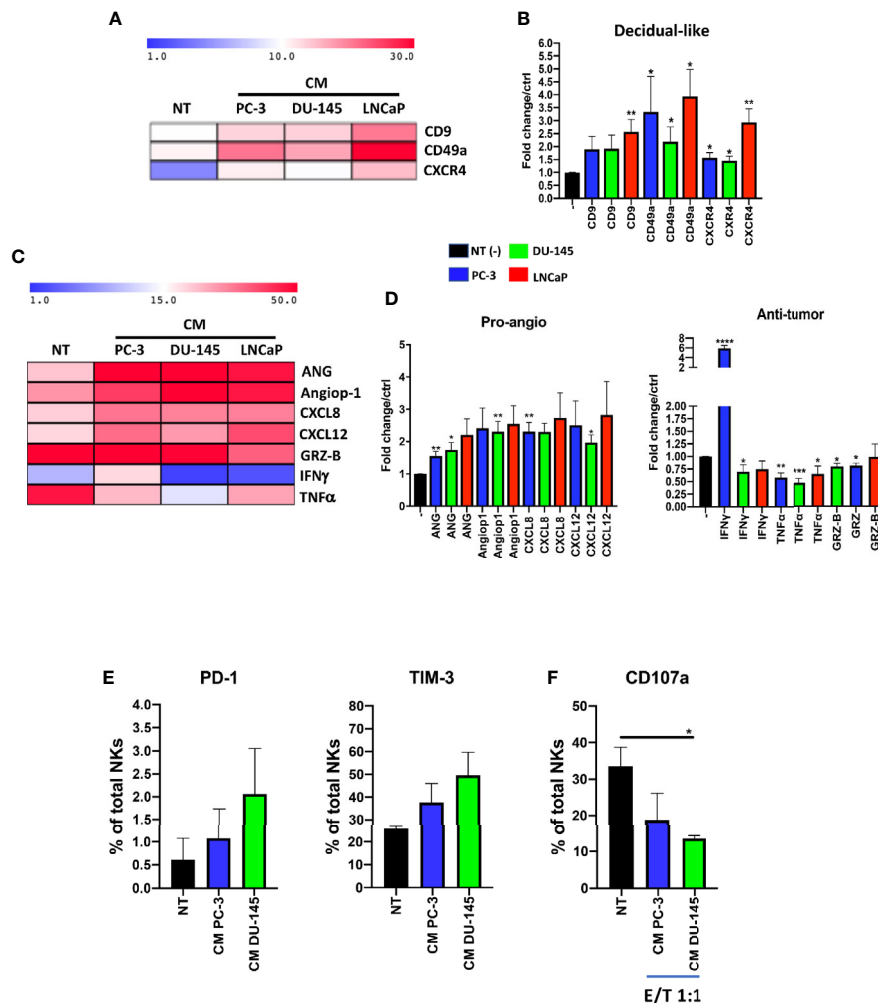 A
1.0 10.0 30.0
CM
NT PC-3 DU-145 LNCaP
CD9
CD49a
CXCR4
B
Decidual-like
Fold change/ctrl
6.0
5.5
5.0
4.5
4.0
3.5
3.0
2.5
2.0
1.5
1.0
0.5
0.0
** * * * * * **
- CD9 CD9 CD9 CD49a CD49a CD49a CXCR4 CXR4 CXCR4
NT (-) DU-145
PC-3 LNCaP
C
1.0 15.0 50.0
CM
NT PC-3 DU-145 LNCaP
ANG
Angiop-1
CXCL8
CXCL12
GRZ-B
IFNγ
TNFα
D
Pro-angio
Fold change/ctrl
4
3
2
1
0
** * ** ** *
- ANG ANG ANG Angiop1 Angiop1 Angiop1 CXCL8 CXCL8 CXCL8 CXCL12 CXCL12 CXCL12
Anti-tumor
Fold change/ctrl
8
6
4
2
2.00
1.00
0.75
0.50
0.25
0.00
**** * ** *** * * *
- IFNγ IFNγ IFNγ TNFα TNFα TNFα GRZ-B GRZ GRZ-B
E
PD-1
% of total NKs
4.0
3.5
3.0
2.5
2.0
1.5
1.0
0.5
0.0
NT CM PC-3 CM DU-145
TIM-3
% of total NKs
80
70
60
50
40
30
20
10
0
NT CM PC-3 CM DU-145
F
CD107a
% of total NKs
50
40
30
20
10
0
*
NT CM PC-3 CM DU-145
E/T 1:1